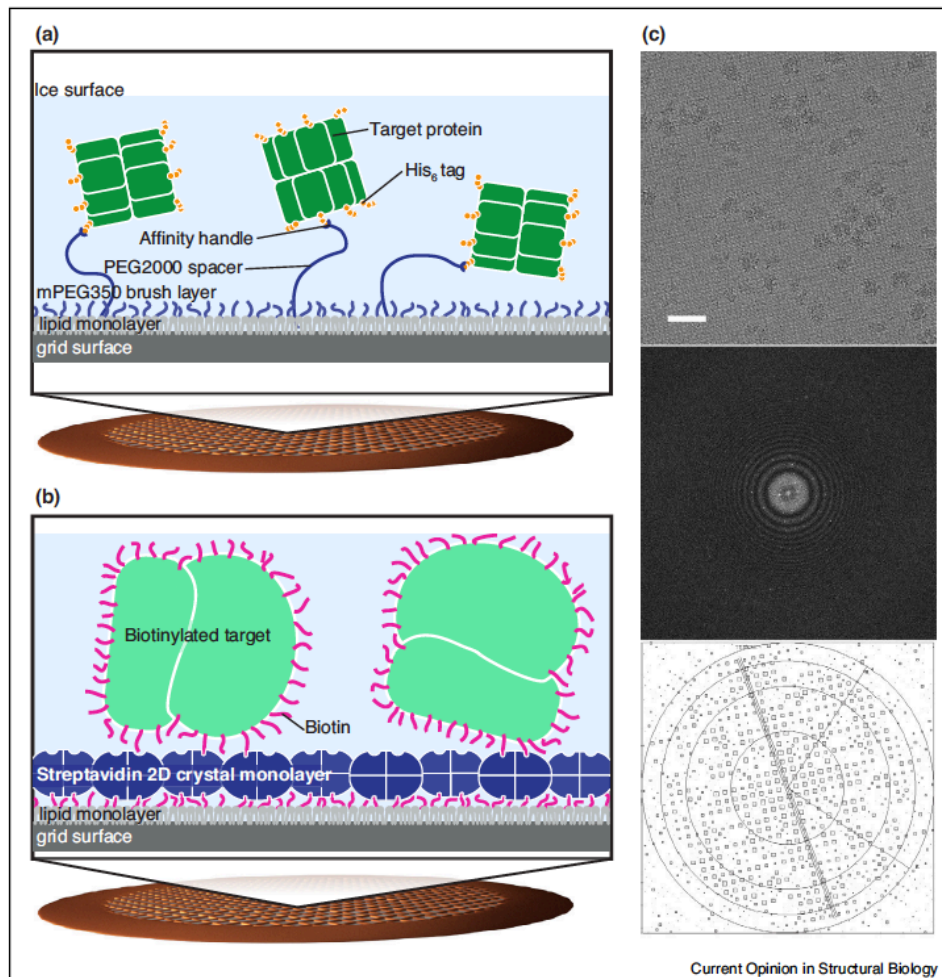 (a)
Ice surface
Target protein
His6 tag
Affinity handle
PEG2000 spacer
mPEG350 brush layer
lipid monolayer
grid surface
(b)
Biotinylated target
Biotin
Streptavidin 2D crystal monolayer
lipid monolayer
grid surface
(c)
Current Opinion in Structural Biology